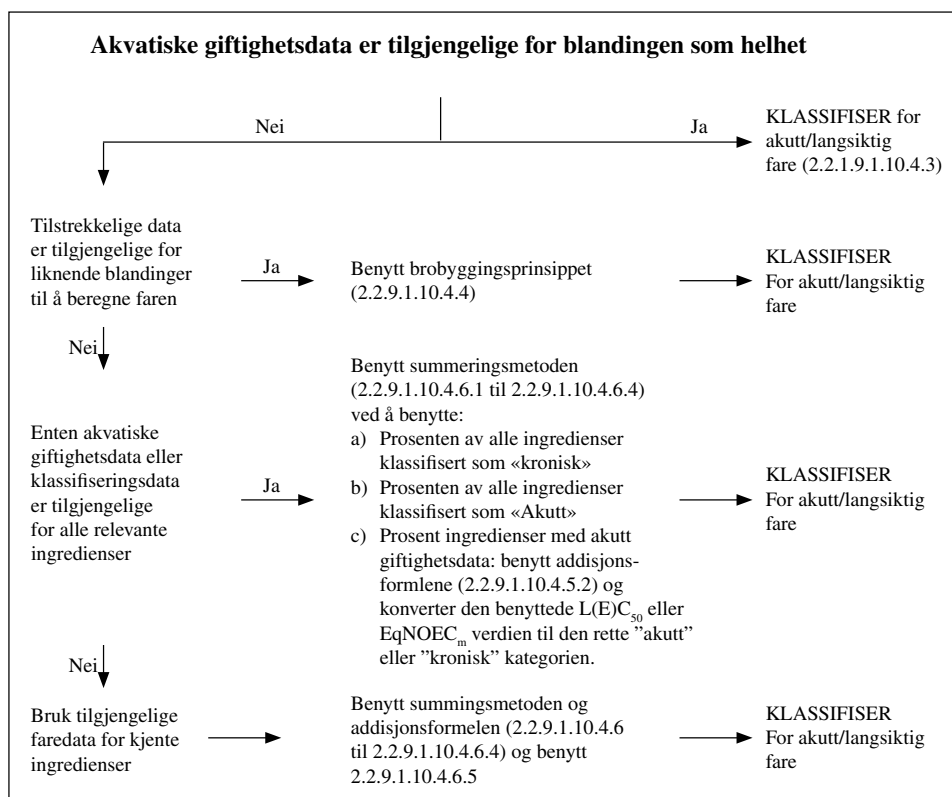 Akvatiske giftighetsdata er tilgjengelige for blandingen som helhet
Nei
Ja
KLASSIFISER for
akutt/langsiktig
fare (2.2.1.9.1.10.4.3)
Tilstrekkelige data
er tilgjengelige for
liknende blandinger
til å beregne faren
Ja
Benytt brobyggingsprinsippet
(2.2.9.1.10.4.4)
KLASSIFISER
For akutt/langsiktig
fare
Nei
Enten akvatiske
giftighetsdata eller
klassifiseringsdata
er tilgjengelige
for alle relevante
ingredienser
Ja
Benytt summeringsmetoden
(2.2.9.1.10.4.6.1 til 2.2.9.1.10.4.6.4)
ved å benytte:
a) Prosenten av alle ingredienser
klassifisert som «kronisk»
b) Prosenten av alle ingredienser
klassifisert som «Akutt»
c) Prosent ingredienser med akutt
giftighetsdata: benytt addisjons-
formlene (2.2.9.1.10.4.5.2) og
konverter den benyttede L(E)C50 eller
EqNOECm verdien til den rette ”akutt”
eller ”kronisk” kategorien.
KLASSIFISER
For akutt/langsiktig
fare
Nei
Bruk tilgjengelige
faredata for kjente
ingredienser
Benytt summingsmetoden og
addisjonsformelen (2.2.9.1.10.4.6
til 2.2.9.1.10.4.6.4) og benytt
2.2.9.1.10.4.6.5
KLASSIFISER
For akutt/langsiktig
fare